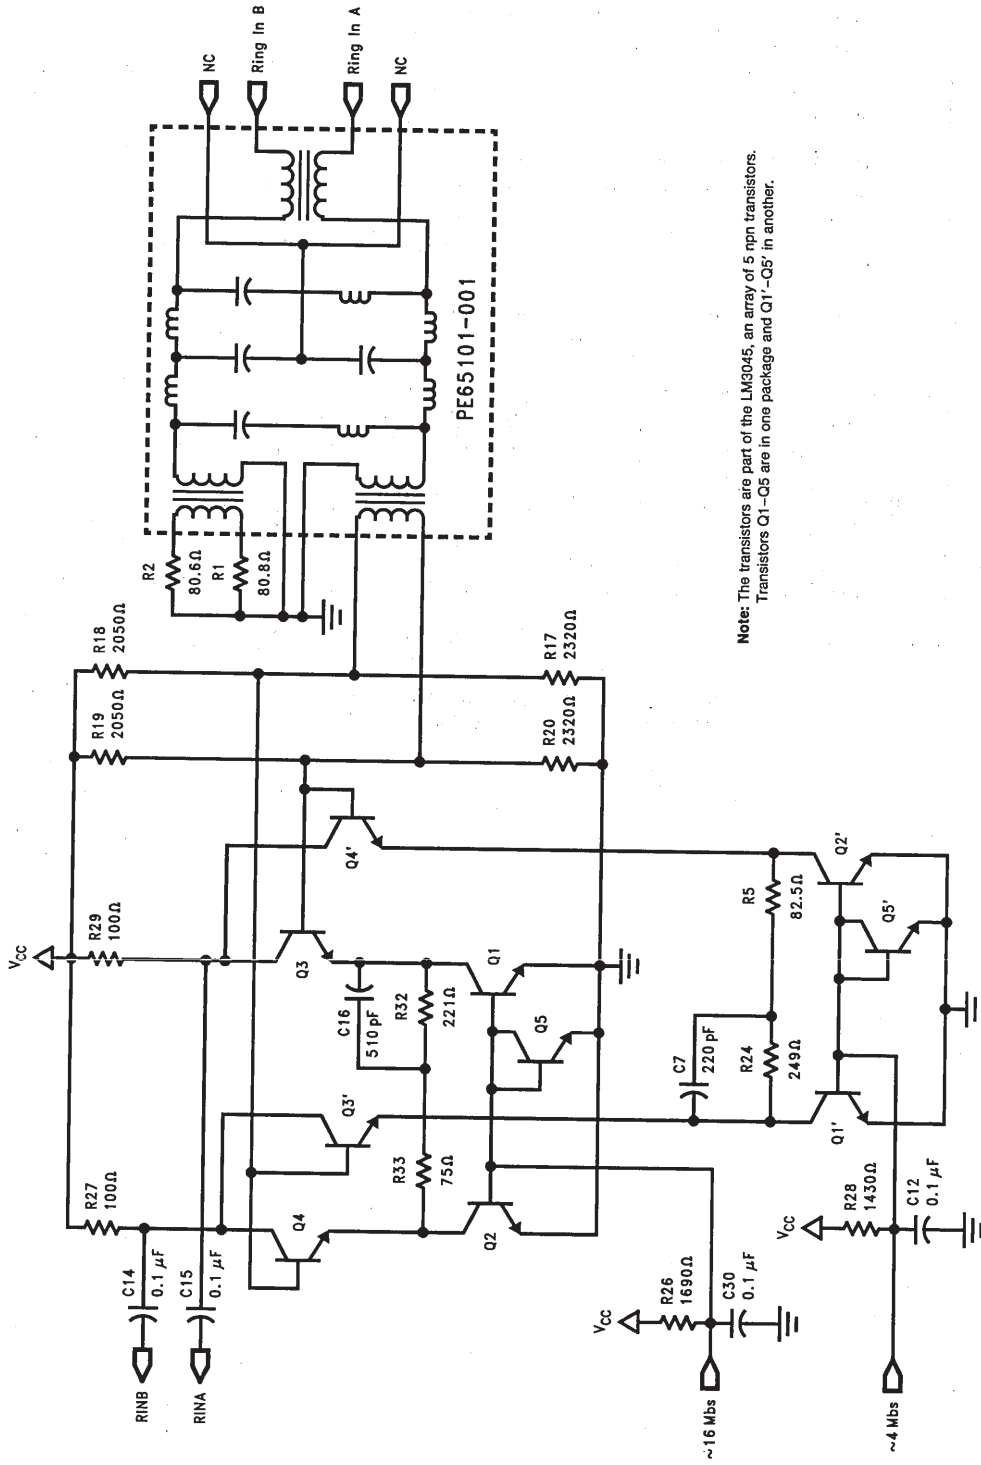 NC
Ring In B
Ring In A
NC
PE65101-001
R2
80.6Ω
R1
80.8Ω
R18
2050Ω
R19
2050Ω
R17
2320Ω
R20
2320Ω
VCC
R29
100Ω
Q4'
Q3
C16
510 pF
R32
221Ω
Q1
Q5
R5
82.5Ω
Q2'
Q5'
C7
220 pF
R24
249Ω
Q1'
Q3'
R33
75Ω
R27
100Ω
Q4
Q2
C14
0.1 μF
C15
0.1 μF
RINB
RINA
VCC
R26
1690Ω
C30
0.1 μF
~16 Mbs
VCC
R28
1430Ω
C12
0.1 μF
~4 Mbs
Note: The transistors are part of the LM3045, an array of 5 npn transistors.
Transistors Q1–Q5 are in one package and Q1'–Q5' in another.